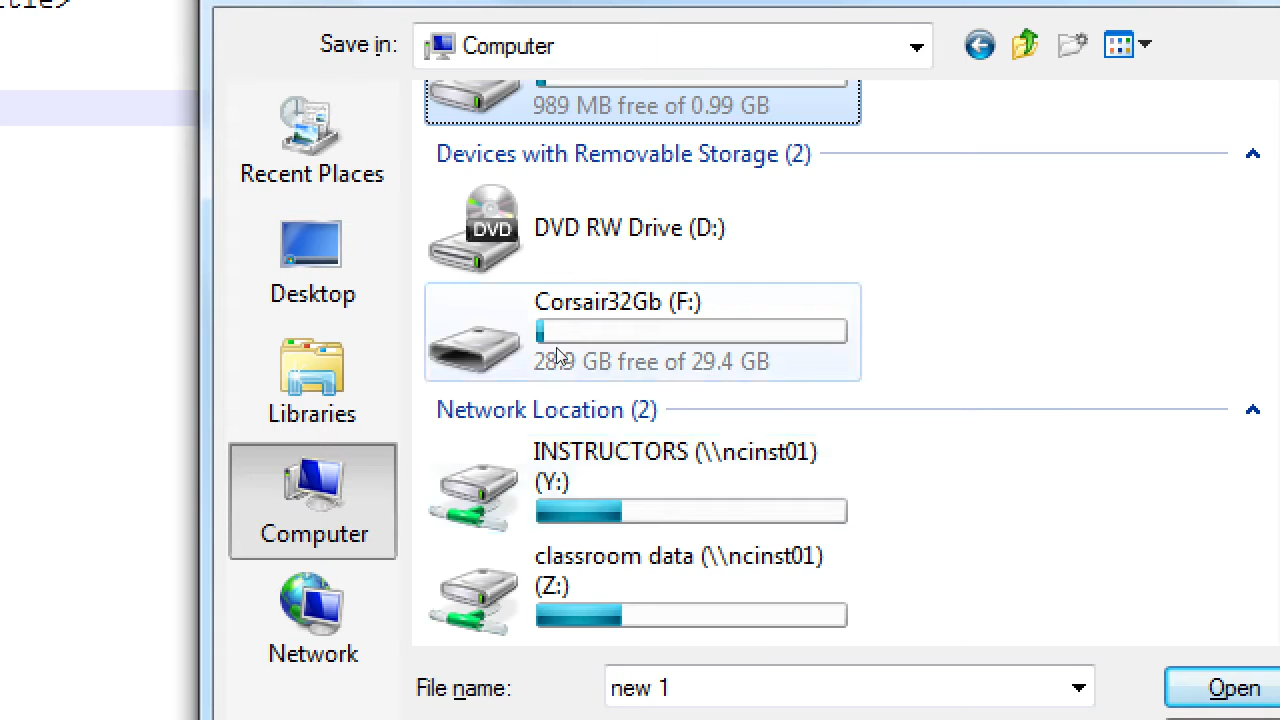 Save in:
Computer
989 MB free of 0.99 GB
Recent Places
Devices with Removable Storage (2)
DVD
DVD RW Drive (D:)
Desktop
Corsair32Gb (F:)
28.9 GB free of 29.4 GB
Libraries
Network Location (2)
INSTRUCTORS (\\ncinst01)
(Y:)
Computer
classroom data (\\ncinst01)
(Z:)
Network
File name:
new 1
Open